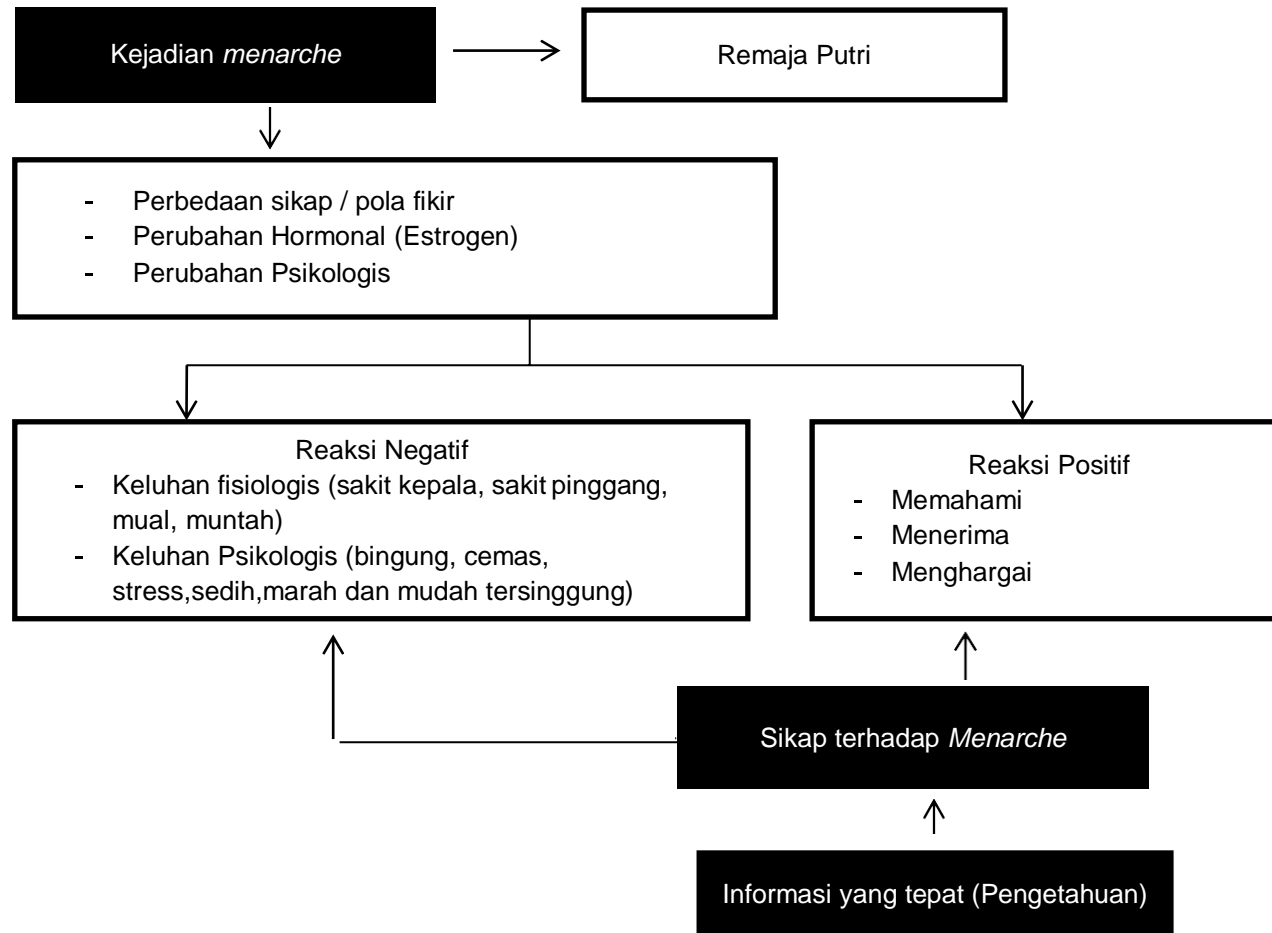 Kejadian menarche
Remaja Putri
- Perbedaan sikap / pola fikir
- Perubahan Hormonal (Estrogen)
- Perubahan Psikologis
Reaksi Negatif
- Keluhan fisiologis (sakit kepala, sakit pinggang,
mual, muntah)
- Keluhan Psikologis (bingung, cemas,
stress,sedih,marah dan mudah tersinggung)
Reaksi Positif
- Memahami
- Menerima
- Menghargai
Sikap terhadap Menarche
Informasi yang tepat (Pengetahuan)